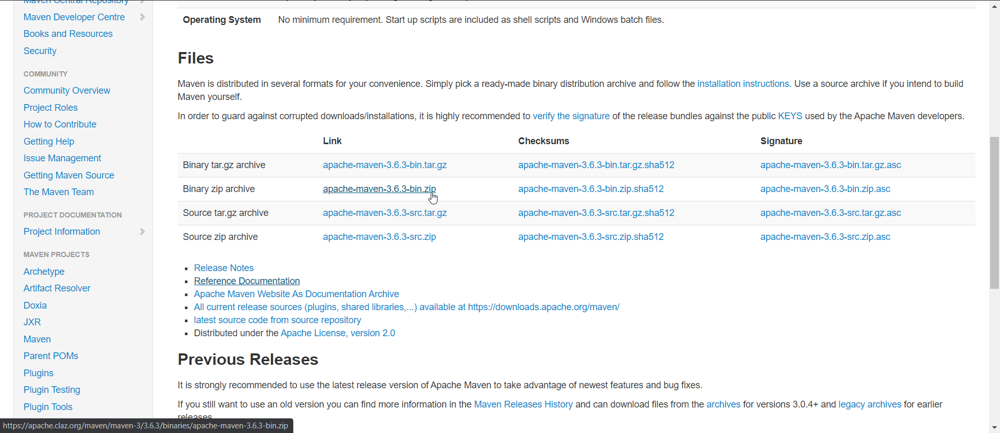 Maven Central Repository
Maven Developer Centre
Books and Resources
Security
COMMUNITY
Community Overview
Project Roles
How to Contribute
Getting Help
Issue Management
Getting Maven Source
The Maven Team
PROJECT DOCUMENTATION
Project Information
MAVEN PROJECTS
Archetype
Artifact Resolver
Doxia
JXR
Maven
Parent POMs
Plugins
Plugin Testing
Plugin Tools
Operating System No minimum requirement. Start up scripts are included as shell scripts and Windows batch files.
Files
Maven is distributed in several formats for your convenience. Simply pick a ready-made binary distribution archive and follow the installation instructions. Use a source archive if you intend to build
Maven yourself.
In order to guard against corrupted downloads/installations, it is highly recommended to verify the signature of the release bundles against the public KEYS used by the Apache Maven developers.
Link Checksums Signature
Binary tar.gz archive apache-maven-3.6.3-bin.tar.gz apache-maven-3.6.3-bin.tar.gz.sha512 apache-maven-3.6.3-bin.tar.gz.asc
Binary zip archive apache-maven-3.6.3-bin.zip apache-maven-3.6.3-bin.zip.sha512 apache-maven-3.6.3-bin.zip.asc
Source tar.gz archive apache-maven-3.6.3-src.tar.gz apache-maven-3.6.3-src.tar.gz.sha512 apache-maven-3.6.3-src.tar.gz.asc
Source zip archive apache-maven-3.6.3-src.zip apache-maven-3.6.3-src.zip.sha512 apache-maven-3.6.3-src.zip.asc
Release Notes
Reference Documentation
Apache Maven Website As Documentation Archive
All current release sources (plugins, shared libraries,...) available at https://downloads.apache.org/maven/
latest source code from source repository
Distributed under the Apache License, version 2.0
Previous Releases
It is strongly recommended to use the latest release version of Apache Maven to take advantage of newest features and bug fixes.
If you still want to use an old version you can find more information in the Maven Releases History and can download files from the archives for versions 3.0.4+ and legacy archives for earlier
releases.
https://apache.claz.org/maven/maven-3/3.6.3/binaries/apache-maven-3.6.3-bin.zip